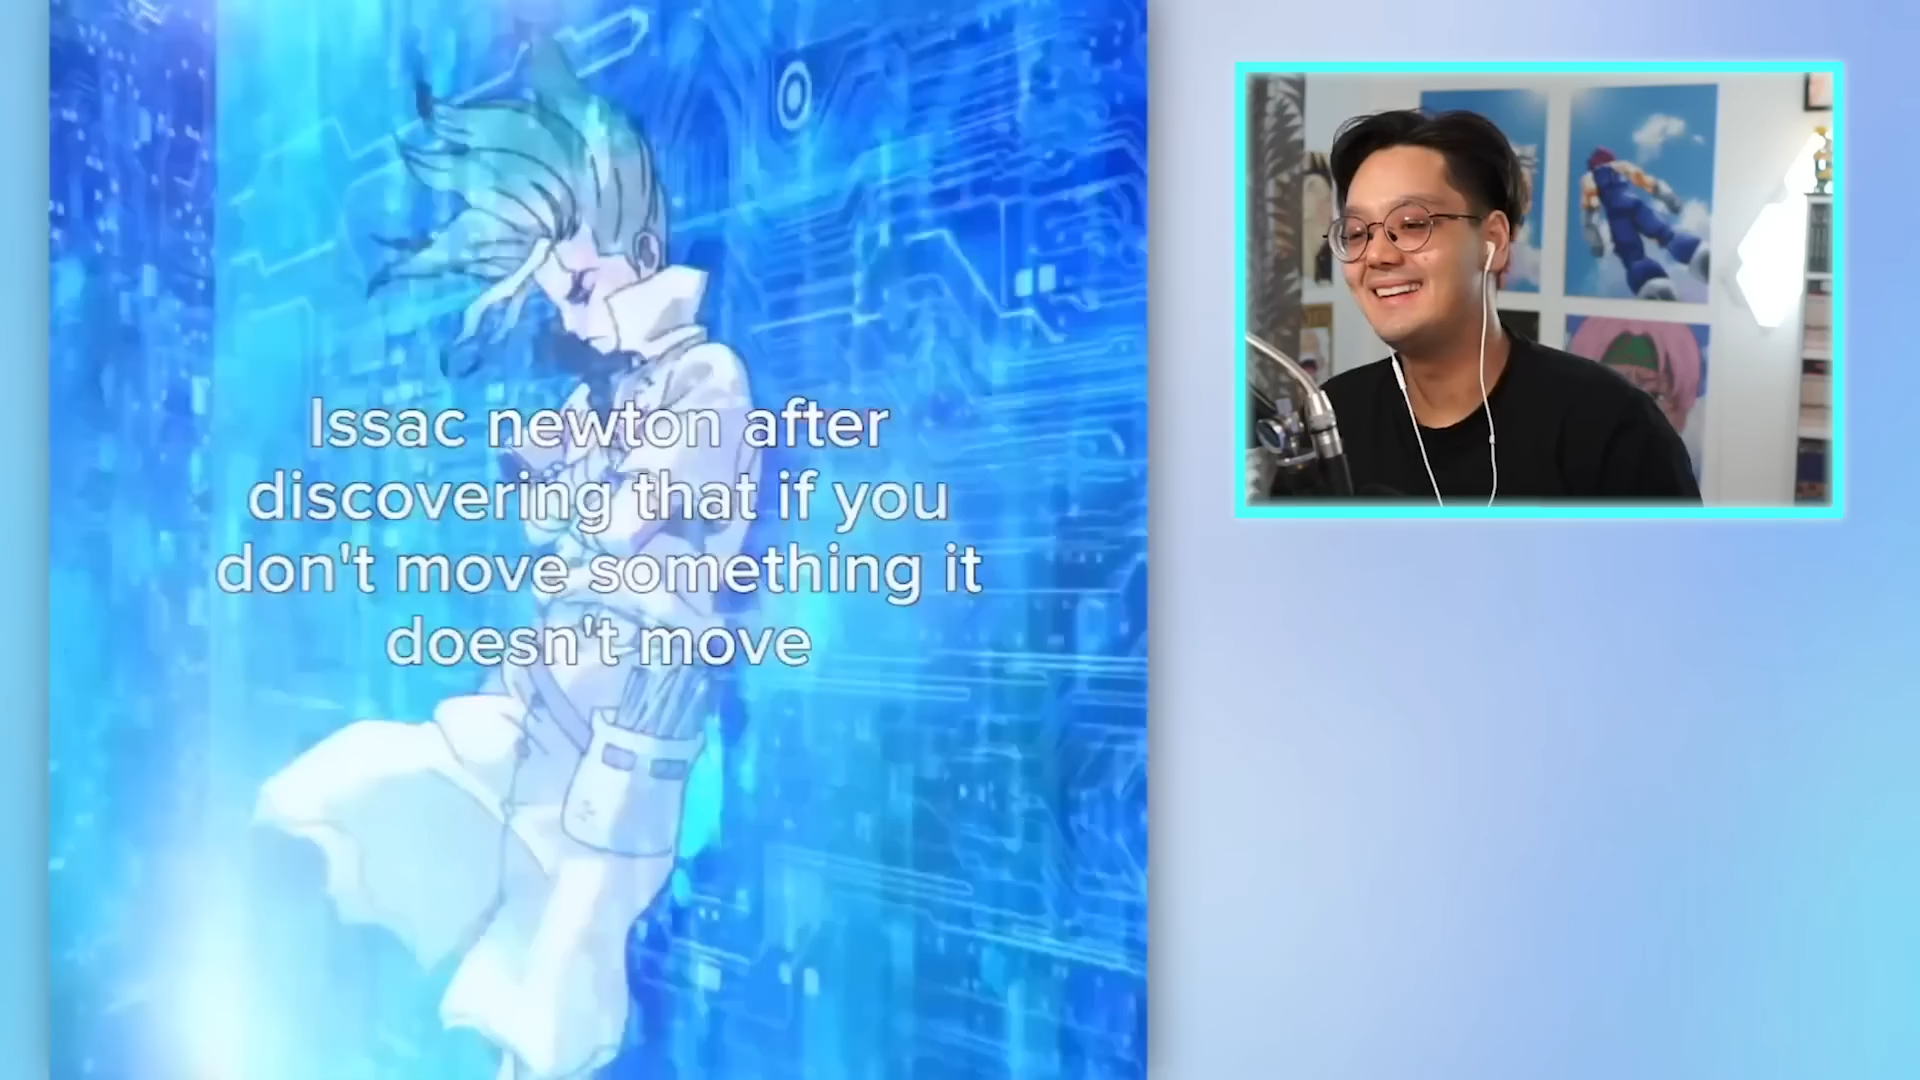 Issac newton after
discovering that if you
don't move something it
doesn't move